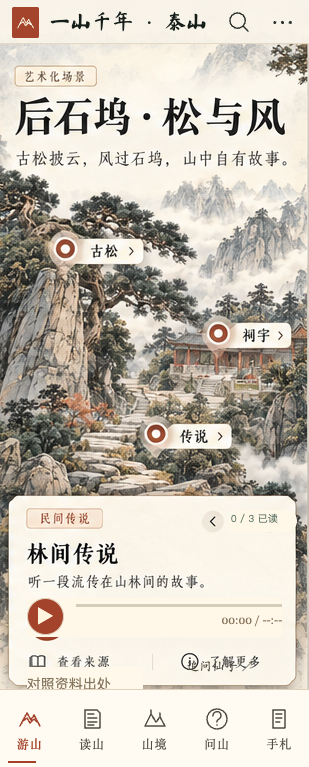 一山千年 · 泰山
艺术化场景
后石坞·松与风
古松披云，风过石坞，山中自有故事。
古松
祠宇
传说
民间传说
0 / 3 已读
林间传说
听一段流传在山林间的故事。
00:00 / --:--
查看来源
了解更多
对照资料出处
游山
读山
山境
问山
手札